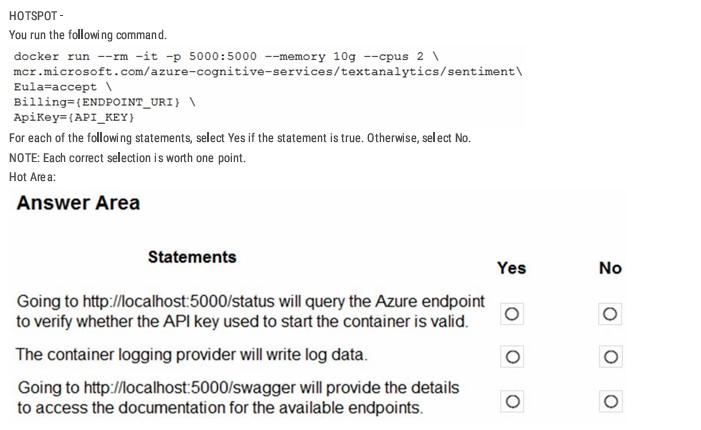 HOTSPOT -
You run the following command.
docker run --rm -it -p 5000:5000 --memory 10g --cpus 2 \
mcr.microsoft.com/azure-cognitive-services/textanalytics/sentiment\
Eula=accept \
Billing={ENDPOINT_URI} \
ApiKey={API_KEY}
For each of the following statements, select Yes if the statement is true. Otherwise, select No.
NOTE: Each correct selection is worth one point.
Hot Area:
Answer Area
Statements
Yes
No
Going to http://localhost:5000/status will query the Azure endpoint
to verify whether the API key used to start the container is valid.
The container logging provider will write log data.
Going to http://localhost:5000/swagger will provide the details
to access the documentation for the available endpoints.